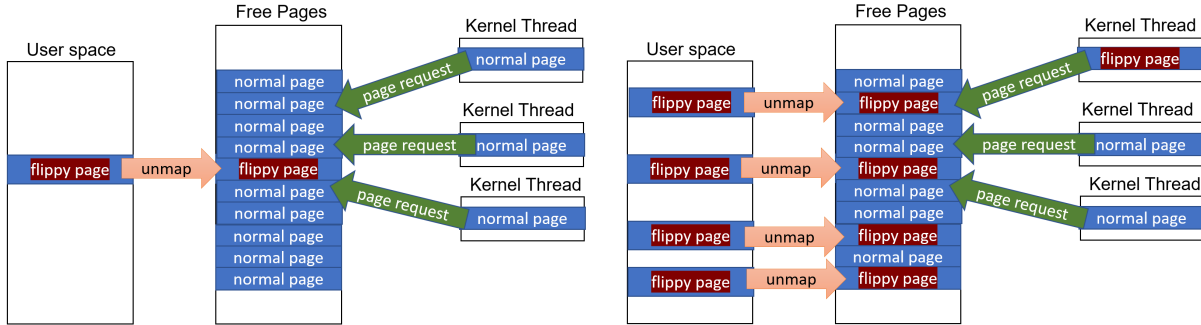 Free Pages
Kernel Thread
User space
normal page
page request
normal page
normal page
Kernel Thread
normal page
normal page
page request
normal page
flippy page
unmap
flippy page
Kernel Thread
normal page
page request
normal page
normal page
normal page
normal page
normal page
Free Pages
Kernel Thread
User space
flippy page
page request
normal page
flippy page
unmap
flippy page
Kernel Thread
normal page
normal page
page request
normal page
flippy page
unmap
flippy page
Kernel Thread
normal page
page request
normal page
normal page
flippy page
unmap
flippy page
normal page
flippy page
unmap
flippy page